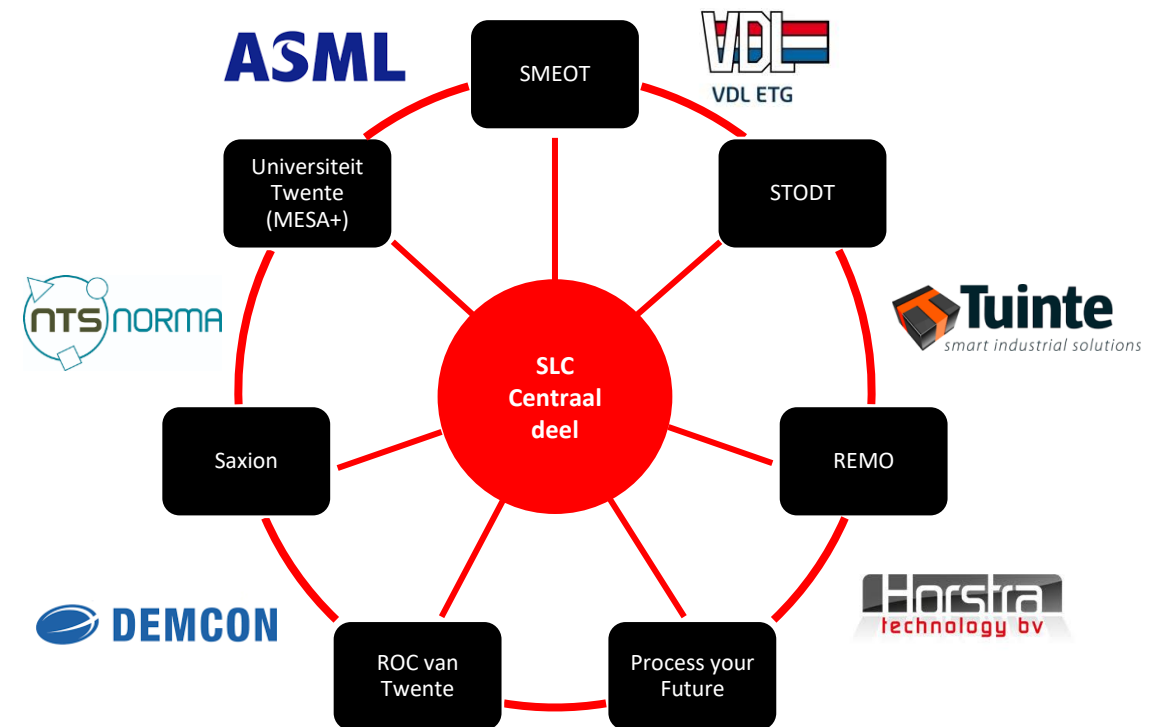 ASML
SMEOT
VDL
VDL ETG
Universiteit
Twente
(MESA+)
STODT
NTS NORMA
Tuinte
smart industrial solutions
SLC
Centraal
deel
Saxion
REMO
DEMCON
Horstra
technology bv
ROC van
Twente
Process your
Future